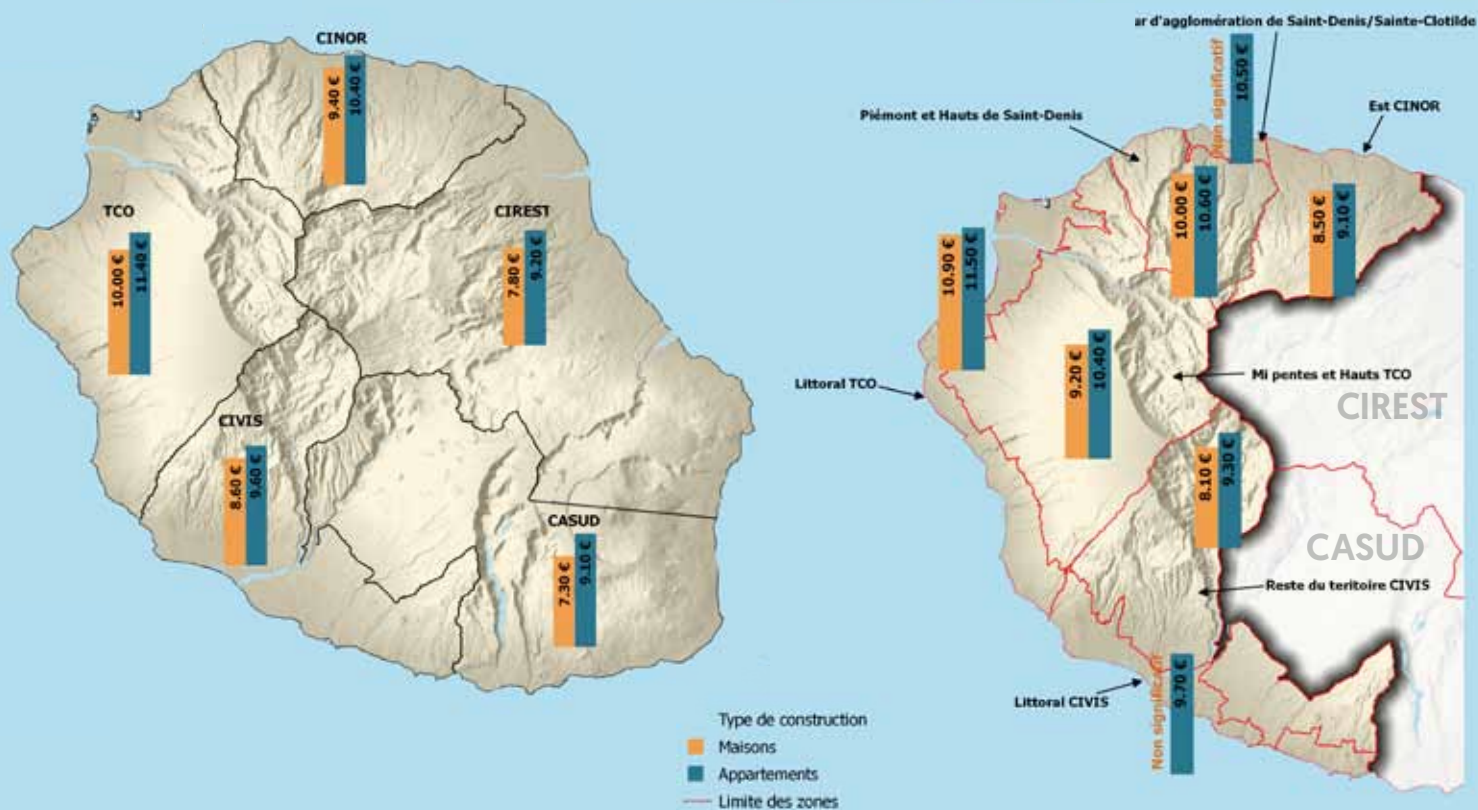 CINOR
9.40 €
10.40 €
TCO
10.00 €
11.40 €
CIREST
7.80 €
9.20 €
CIVIS
8.60 €
9.60 €
CASUD
7.30 €
9.10 €
ar d'agglomération de Saint-Denis/Sainte-Clotilde
Non significatif
10.50 €
Est CINOR
Piémont et Hauts de Saint-Denis
10.00 €
10.60 €
8.50 €
9.10 €
10.90 €
11.50 €
9.20 €
10.40 €
Littoral TCO
Mi pentes et Hauts TCO
CIREST
8.10 €
9.30 €
CASUD
Reste du teritoire CIVIS
Littoral CIVIS
Non significatif
9.70 €
Type de construction
Maisons
Appartements
Limite des zones